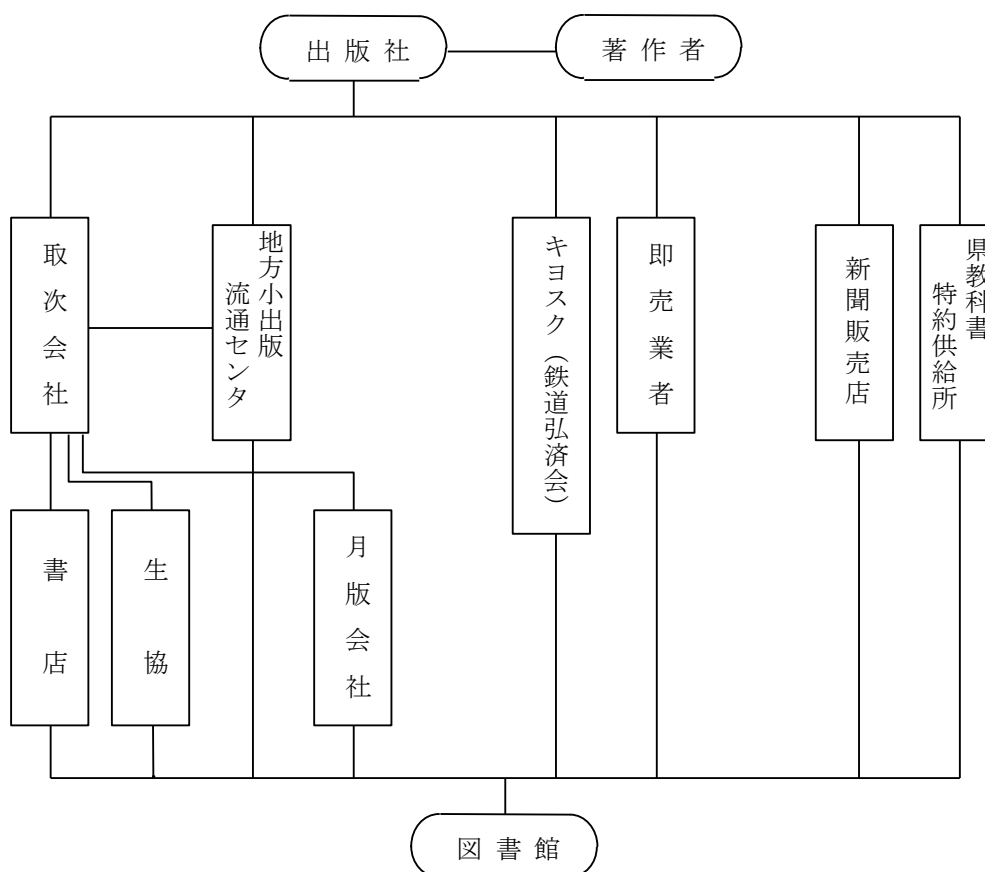 出版社
著作者
取次会社
地方小出版
流通センタ
キヨスク（鉄道弘済会）
即売業者
新聞販売店
県教科書
特約供給所
書店
生協
月版会社
図書館